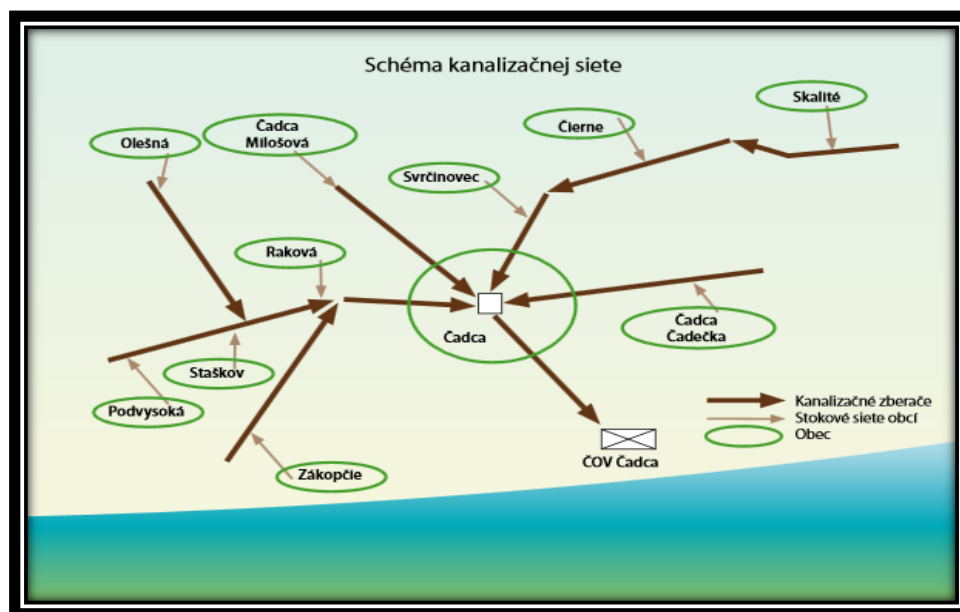 Schéma kanalizačnej siete
Skalité
Čierne
Čadca
Milošová
Olešná
Svrčinovec
Raková
Čadca
Čadca
Čadečka
Staškov
Podvysoká
Zákopčie
ČOV Čadca
Kanalizačné zberače
Stokové siete obcí
Obec